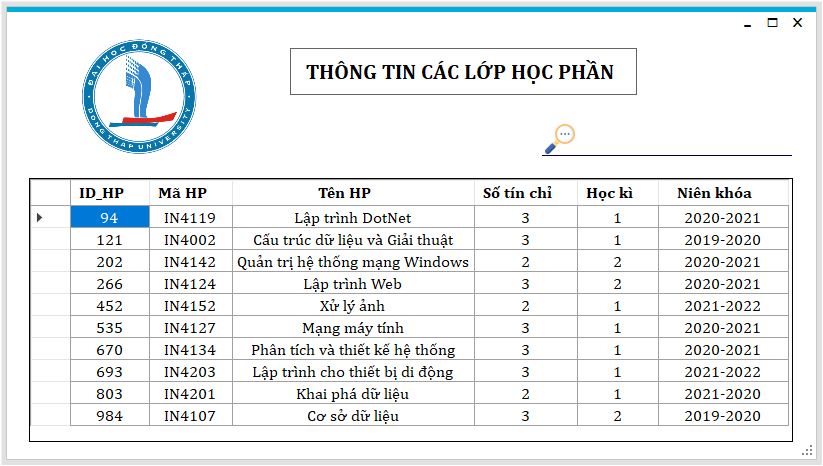 ĐẠI HỌC ĐỒNG THÁP
DONG THAP UNIVERSITY
THÔNG TIN CÁC LỚP HỌC PHẦN
ID_HP Mã HP Tên HP Số tín chỉ Học kì Niên khóa
94 IN4119 Lập trình DotNet 3 1 2020-2021
121 IN4002 Cấu trúc dữ liệu và Giải thuật 3 1 2019-2020
202 IN4142 Quản trị hệ thống mạng Windows 2 2 2020-2021
266 IN4124 Lập trình Web 3 2 2020-2021
452 IN4152 Xử lý ảnh 2 1 2021-2022
535 IN4127 Mạng máy tính 3 1 2020-2021
670 IN4134 Phân tích và thiết kế hệ thống 3 1 2020-2021
693 IN4203 Lập trình cho thiết bị di động 3 1 2021-2022
803 IN4201 Khai phá dữ liệu 2 1 2021-2020
984 IN4107 Cơ sở dữ liệu 3 2 2019-2020